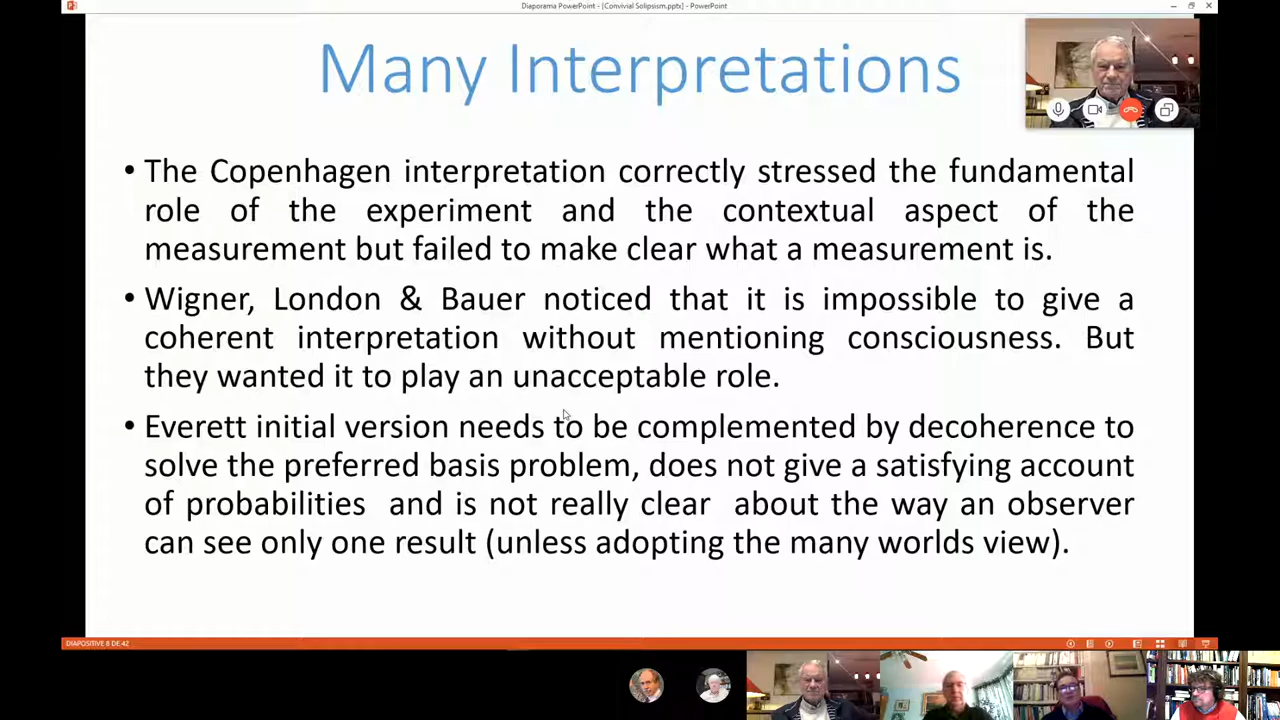 Diaporama PowerPoint - [Convivial Solipsism.pptx] - PowerPoint
Many Interpretations
• The Copenhagen interpretation correctly stressed the fundamental
role of the experiment and the contextual aspect of the
measurement but failed to make clear what a measurement is.
• Wigner, London & Bauer noticed that it is impossible to give a
coherent interpretation without mentioning consciousness. But
they wanted it to play an unacceptable role.
• Everett initial version needs to be complemented by decoherence to
solve the preferred basis problem, does not give a satisfying account
of probabilities and is not really clear about the way an observer
can see only one result (unless adopting the many worlds view).
DIAPOSITIVE 8 DE 42